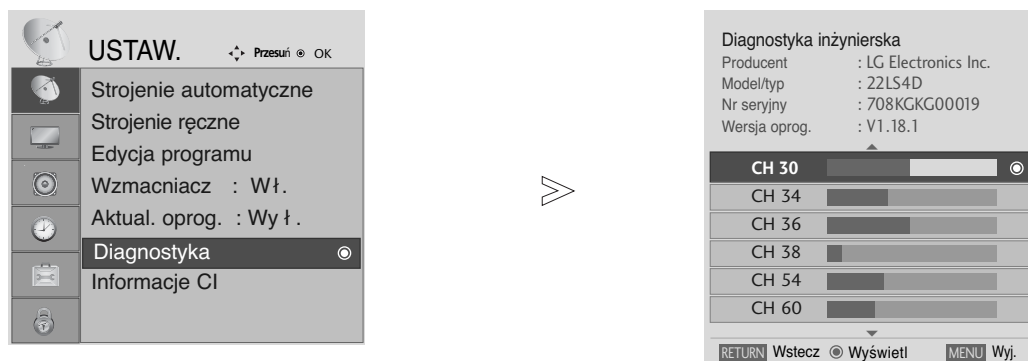 USTAW. Przesuń OK
Strojenie automatyczne
Strojenie ręczne
Edycja programu
Wzmacniacz : Wł.
Aktual. oprog. : Wy ł .
Diagnostyka
Informacje CI
Diagnostyka inżynierska
Producent : LG Electronics Inc.
Model/typ : 22LS4D
Nr seryjny : 708KGKG00019
Wersja oprog. : V1.18.1
CH 30
CH 34
CH 36
CH 38
CH 54
CH 60
RETURN Wstecz Wyświetl MENU Wyj.